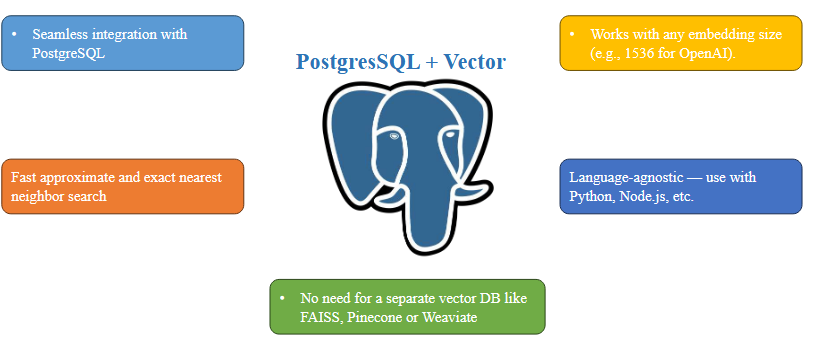 • Seamless integration with
PostgreSQL
PostgresSQL + Vector
• Works with any embedding size
(e.g., 1536 for OpenAI).
Fast approximate and exact nearest
neighbor search
Language-agnostic — use with
Python, Node.js, etc.
• No need for a separate vector DB like
FAISS, Pinecone or Weaviate